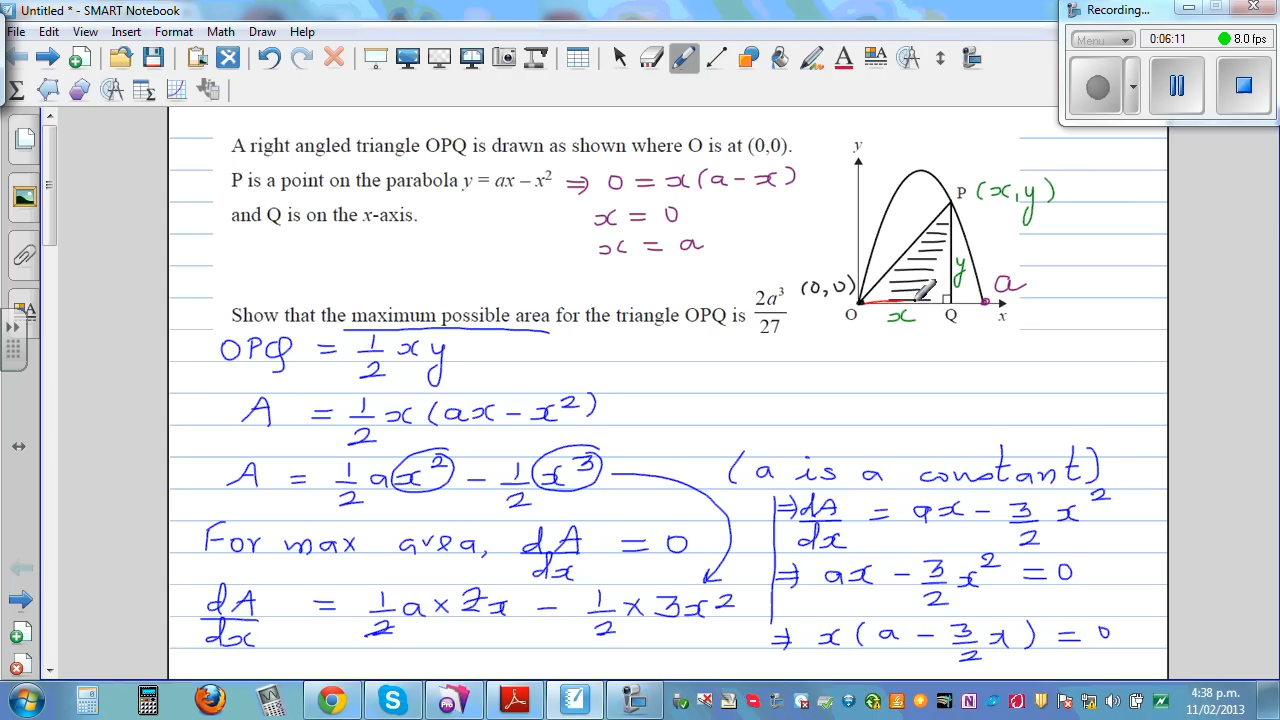 Untitled * - SMART Notebook
File Edit View Insert Format Math Draw Help
Recording...
Menu 0:06:11 8.0 fps
A right angled triangle OPQ is drawn as shown where O is at (0,0).
P is a point on the parabola y = ax – x² ⇒ 0 = x(a – x)
and Q is on the x-axis.
x = 0
x = a
Show that the maximum possible area for the triangle OPQ is 2a³/27
y
P (x,y)
y
(0,0)
a
O x Q x
OPQ = 1/2 x y
A = 1/2 x (ax – x²)
A = 1/2 a x² – 1/2 x³
For max area, dA/dx = 0
dA/dx = 1/2 a × 2x – 1/2 × 3x²
(a is a constant)
⇒ dA/dx = ax – 3/2 x²
⇒ ax – 3/2 x² = 0
⇒ x(a – 3/2 x) = 0
4:38 p.m.
11/02/2013